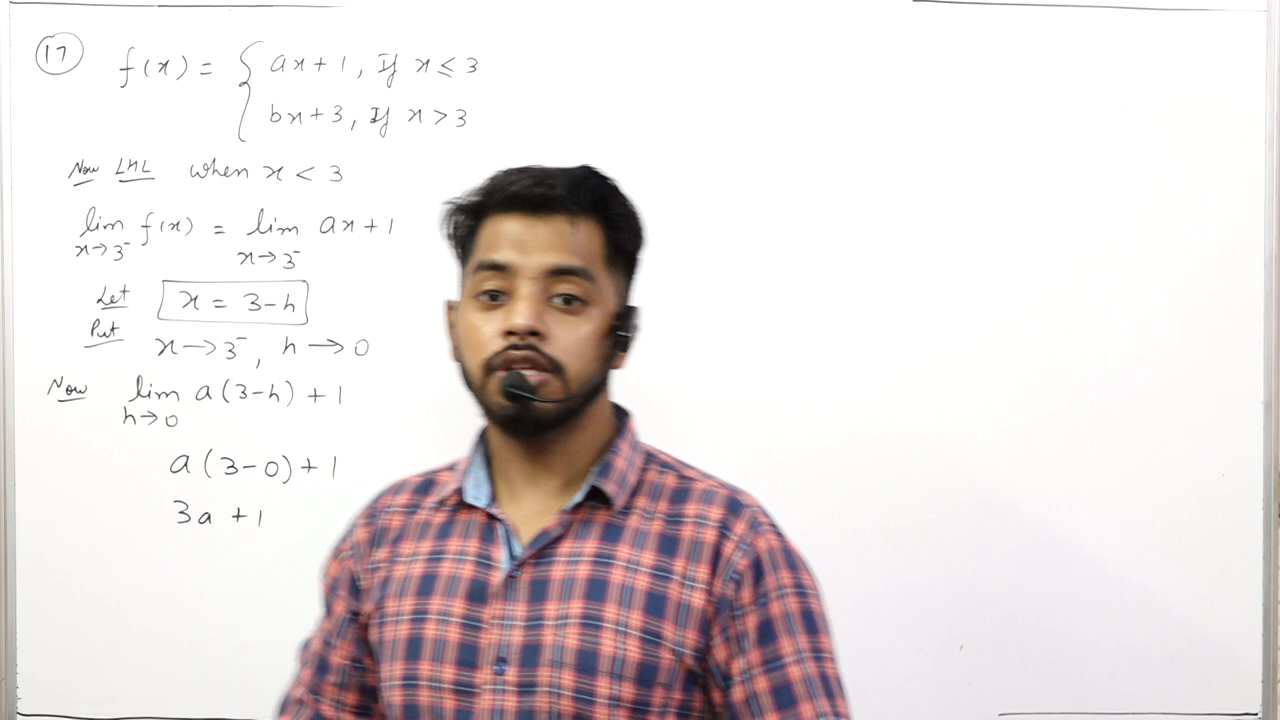 17 f(x) = { ax+1, If x ≤ 3
bx+3, If x > 3
Now LHL when x < 3
lim x→3⁻ f(x) = lim x→3⁻ ax+1
Let x = 3-h
Put
x→3⁻, h→0
Now lim h→0 a(3-h)+1
a(3-0)+1
3a+1